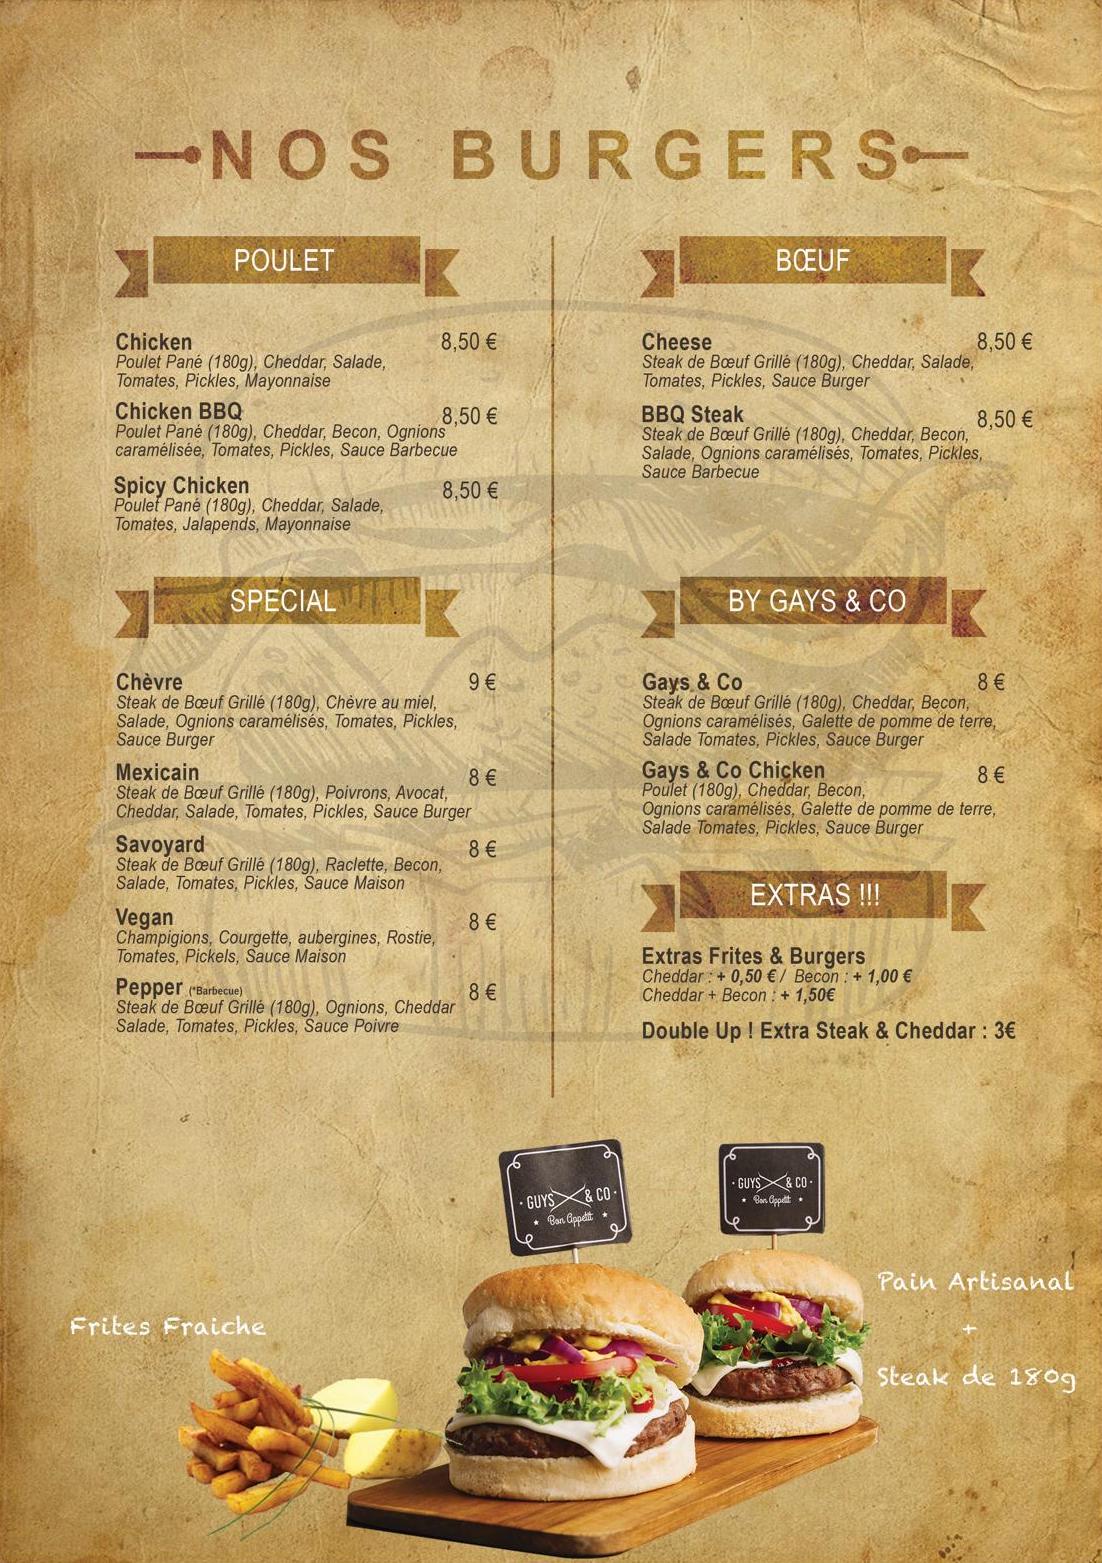 NOS BURGERS
POULET
Chicken 8,50 €
Poulet Pané (180g), Cheddar, Salade,
Tomates, Pickles, Mayonnaise
Chicken BBQ 8,50 €
Poulet Pané (180g), Cheddar, Becon, Ognions
caramélisée, Tomates, Pickles, Sauce Barbecue
Spicy Chicken 8,50 €
Poulet Pané (180g), Cheddar, Salade,
Tomates, Jalapends, Mayonnaise
SPECIAL
Chèvre 9 €
Steak de Bœuf Grillé (180g), Chèvre au miel,
Salade, Ognions caramélisés, Tomates, Pickles,
Sauce Burger
Mexicain 8 €
Steak de Bœuf Grillé (180g), Poivrons, Avocat,
Cheddar, Salade, Tomates, Pickles, Sauce Burger
Savoyard 8 €
Steak de Bœuf Grillé (180g), Raclette, Becon,
Salade, Tomates, Pickles, Sauce Maison
Vegan 8 €
Champigions, Courgette, aubergines, Rostie,
Tomates, Pickels, Sauce Maison
Pepper (*Barbecue) 8 €
Steak de Bœuf Grillé (180g), Ognions, Cheddar
Salade, Tomates, Pickles, Sauce Poivre
BŒUF
Cheese 8,50 €
Steak de Bœuf Grillé (180g), Cheddar, Salade,
Tomates, Pickles, Sauce Burger
BBQ Steak 8,50 €
Steak de Bœuf Grillé (180g), Cheddar, Becon,
Salade, Ognions caramélisés, Tomates, Pickles,
Sauce Barbecue
BY GAYS & CO
Gays & Co 8 €
Steak de Bœuf Grillé (180g), Cheddar, Becon,
Ognions caramélisés, Galette de pomme de terre,
Salade Tomates, Pickles, Sauce Burger
Gays & Co Chicken 8 €
Poulet (180g), Cheddar, Becon,
Ognions caramélisés, Galette de pomme de terre,
Salade Tomates, Pickles, Sauce Burger
EXTRAS !!!
Extras Frites & Burgers
Cheddar : + 0,50 € / Becon : + 1,00 €
Cheddar + Becon : + 1,50€
Double Up ! Extra Steak & Cheddar : 3€
GUYS & CO
Bon Appetit
GUYS & CO
Bon Appetit
Frites Fraiche
Pain Artisanal
+
Steak de 180g